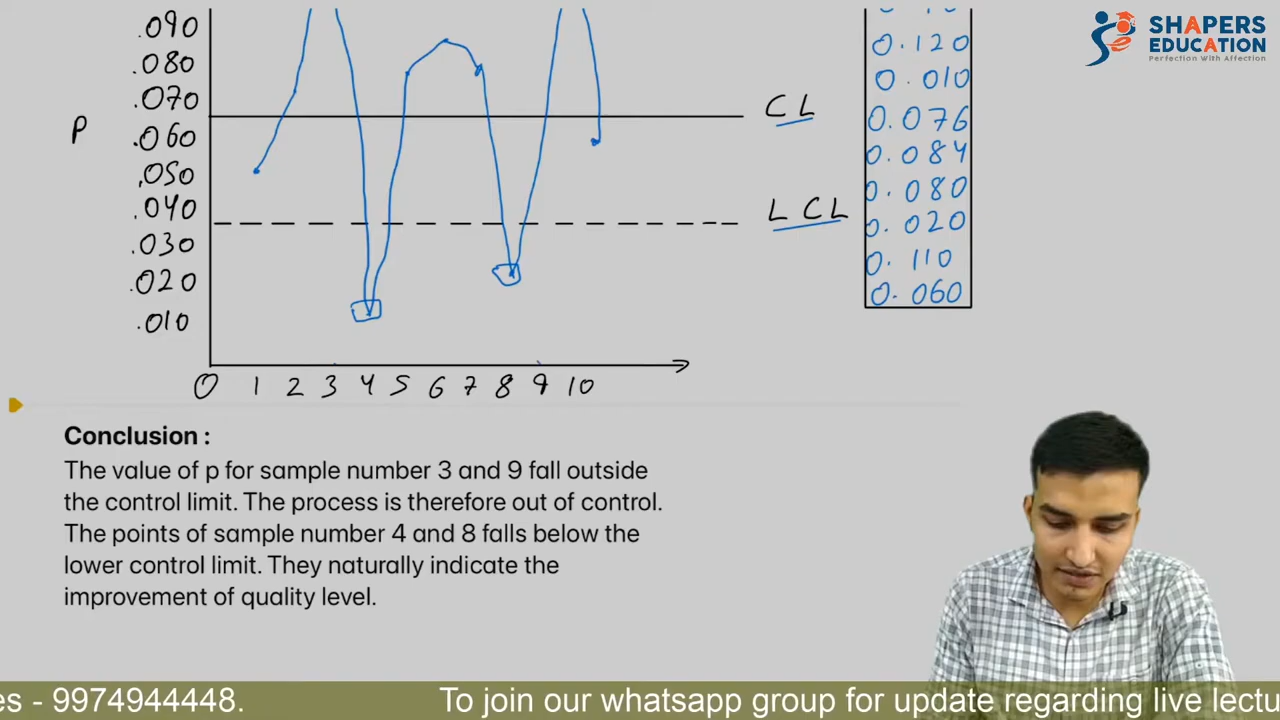 SHAPERS
EDUCATION
Perfection With Affection
.090
.080
.070
.060
.050
.040
.030
.020
.010
P
CL
LCL
0 1 2 3 4 5 6 7 8 9 10
0.120
0.010
0.076
0.084
0.080
0.020
0.110
0.060
Conclusion :
The value of p for sample number 3 and 9 fall outside
the control limit. The process is therefore out of control.
The points of sample number 4 and 8 falls below the
lower control limit. They naturally indicate the
improvement of quality level.
es - 9974944448. To join our whatsapp group for update regarding live lectu